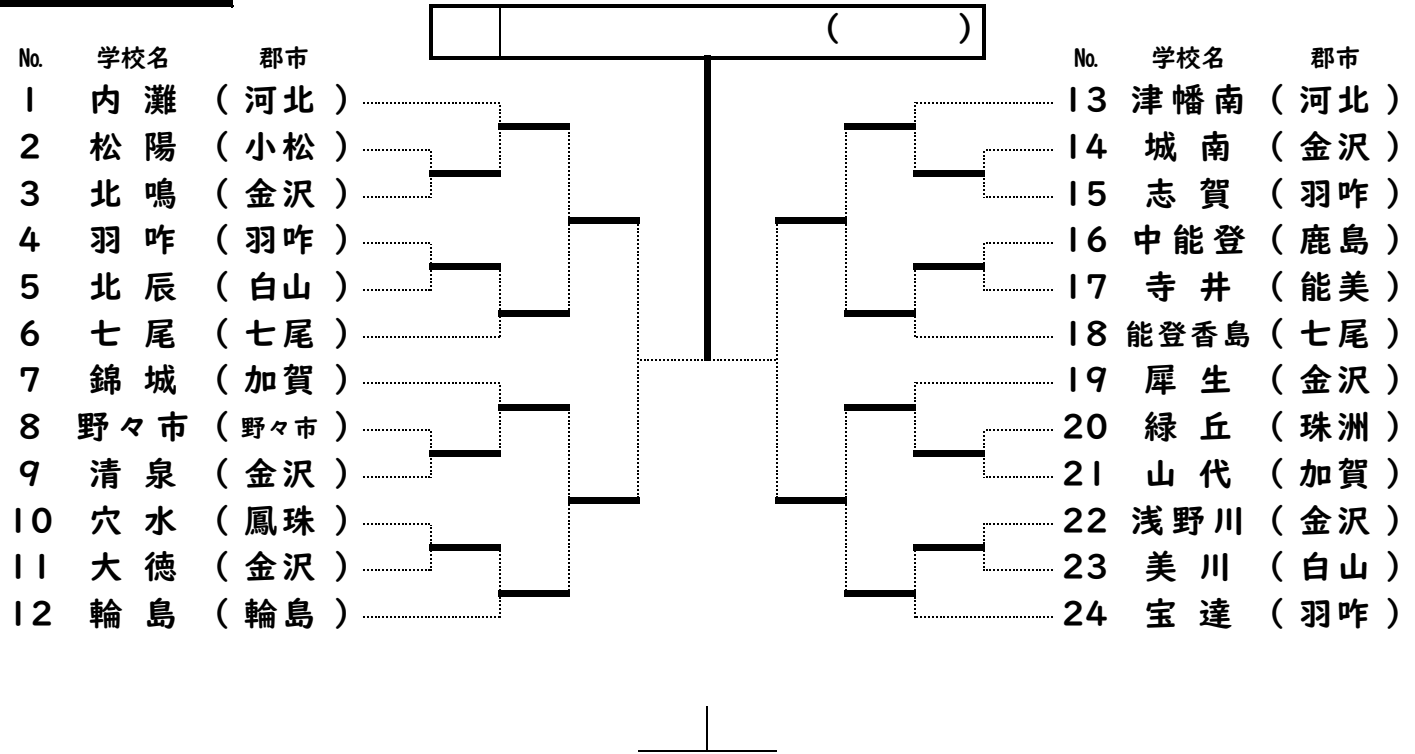 ( )
No. 学校名 郡市
1 内灘 (河北)
2 松陽 (小松)
3 北鳴 (金沢)
4 羽咋 (羽咋)
5 北辰 (白山)
6 七尾 (七尾)
7 錦城 (加賀)
8 野々市 (野々市)
9 清泉 (金沢)
10 穴水 (鳳珠)
11 大徳 (金沢)
12 輪島 (輪島)
No. 学校名 郡市
13 津幡南 (河北)
14 城南 (金沢)
15 志賀 (羽咋)
16 中能登 (鹿島)
17 寺井 (能美)
18 能登香島 (七尾)
19 犀生 (金沢)
20 緑丘 (珠洲)
21 山代 (加賀)
22 浅野川 (金沢)
23 美川 (白山)
24 宝達 (羽咋)